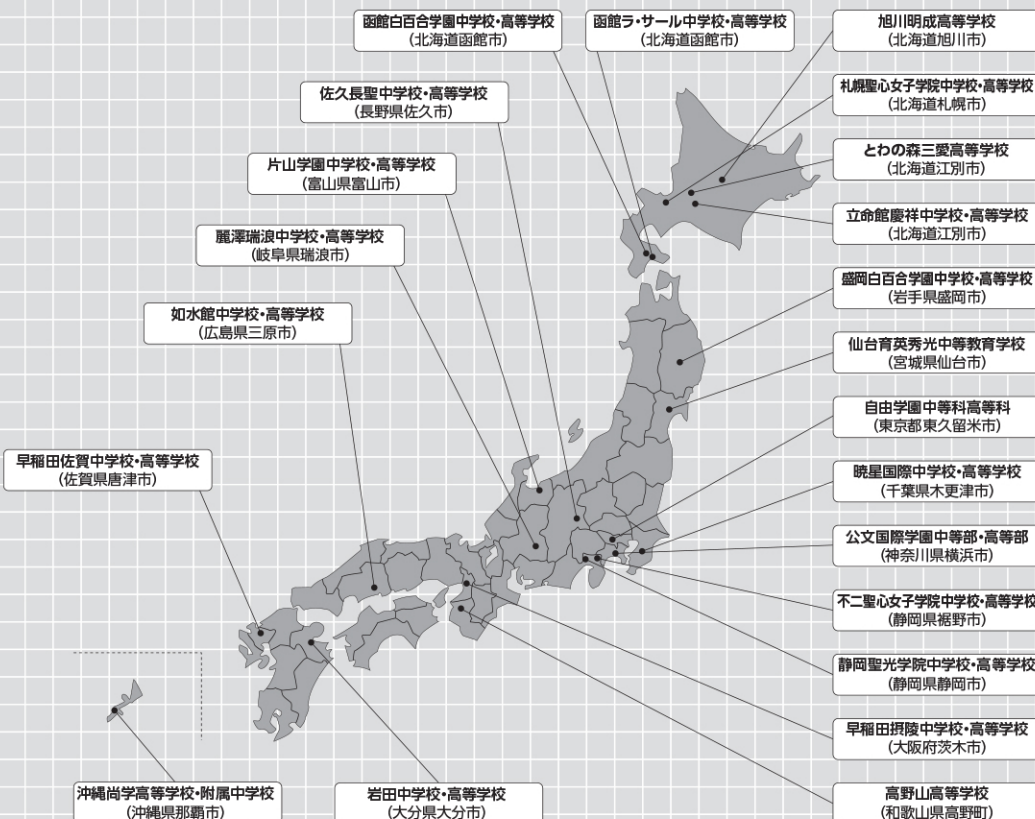 函館白百合学園中学校・高等学校
(北海道函館市)
函館ラ・サール中学校・高等学校
(北海道函館市)
旭川明成高等学校
(北海道旭川市)
佐久長聖中学校・高等学校
(長野県佐久市)
札幌聖心女子学院中学校・高等学校
(北海道札幌市)
片山学園中学校・高等学校
(富山県富山市)
とわの森三愛高等学校
(北海道江別市)
麗澤瑞浪中学校・高等学校
(岐阜県瑞浪市)
立命館慶祥中学校・高等学校
(北海道江別市)
如水館中学校・高等学校
(広島県三原市)
盛岡白百合学園中学校・高等学校
(岩手県盛岡市)
仙台育英秀光中等教育学校
(宮城県仙台市)
自由学園中等科高等科
(東京都東久留米市)
早稲田佐賀中学校・高等学校
(佐賀県唐津市)
暁星国際中学校・高等学校
(千葉県木更津市)
公文国際学園中等部・高等部
(神奈川県横浜市)
不二聖心女子学院中学校・高等学校
(静岡県裾野市)
静岡聖光学院中学校・高等学校
(静岡県静岡市)
早稲田摂陵中学校・高等学校
(大阪府茨木市)
沖縄尚学高等学校・附属中学校
(沖縄県那覇市)
岩田中学校・高等学校
(大分県大分市)
高野山高等学校
(和歌山県高野町)